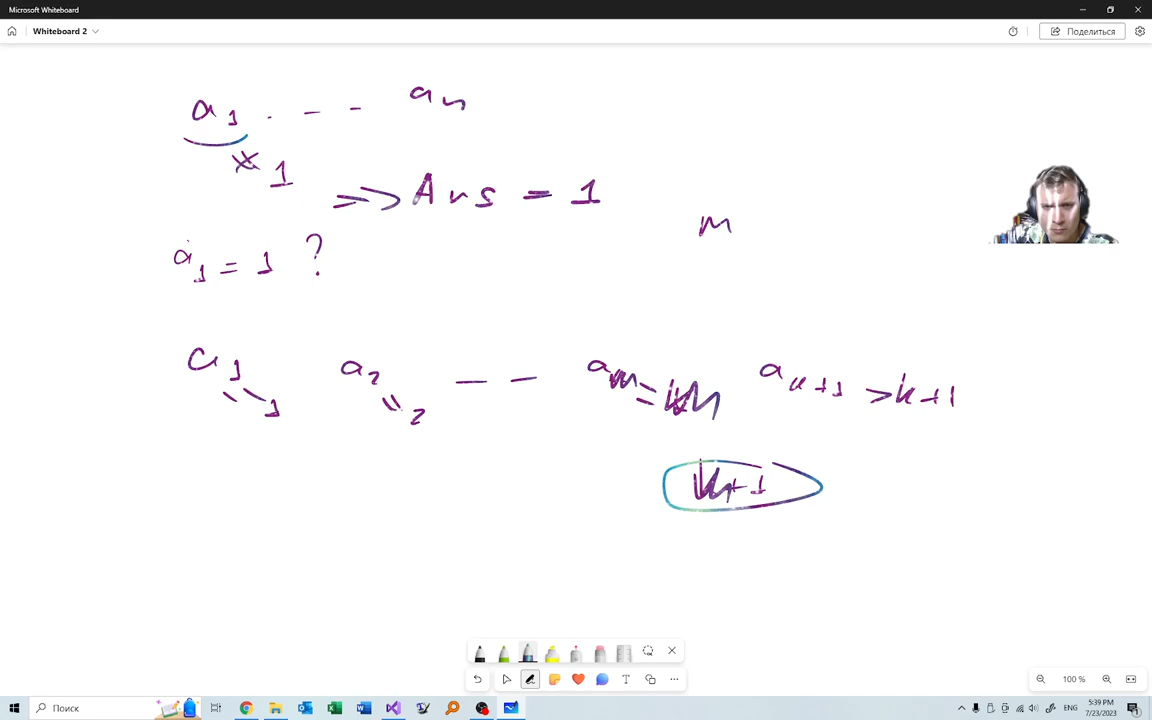 Microsoft Whiteboard
Whiteboard 2
Поделиться
a₁ . - - aₙ
≠ 1
=> Ans = 1
m
a₁ = 1 ?
a₁ a₂ - - aₘ = aₖ₊₁ > k+1
= 1 = 2
+1
100 %
Поиск
ENG
5:39 PM
7/23/2023